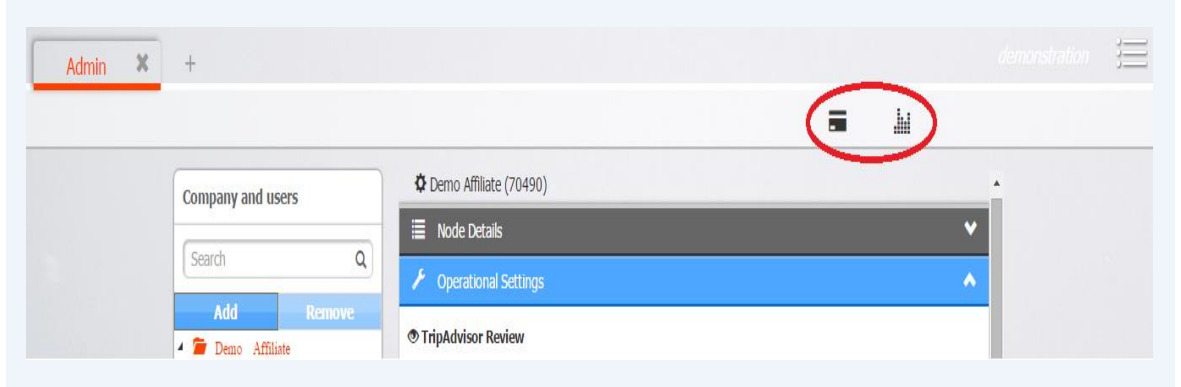 Admin
demonstration
Company and users
Demo Affiliate (70490)
Node Details
Search
Operational Settings
Add Remove
TripAdvisor Review
Demo Affiliate